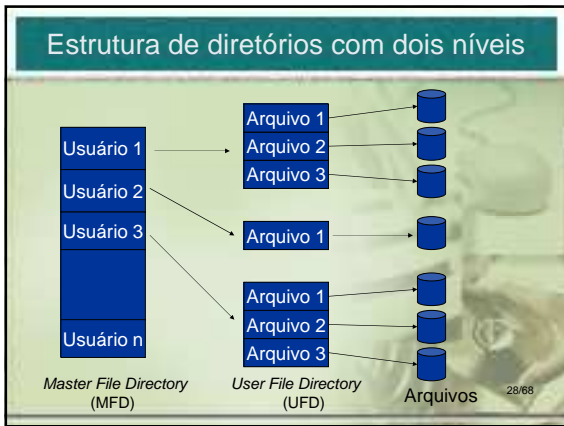 Estrutura de diretórios com dois níveis
Usuário 1
Usuário 2
Usuário 3
Usuário n
Master File Directory
(MFD)
Arquivo 1
Arquivo 2
Arquivo 3
Arquivo 1
Arquivo 1
Arquivo 2
Arquivo 3
User File Directory
(UFD)
Arquivos
28/68